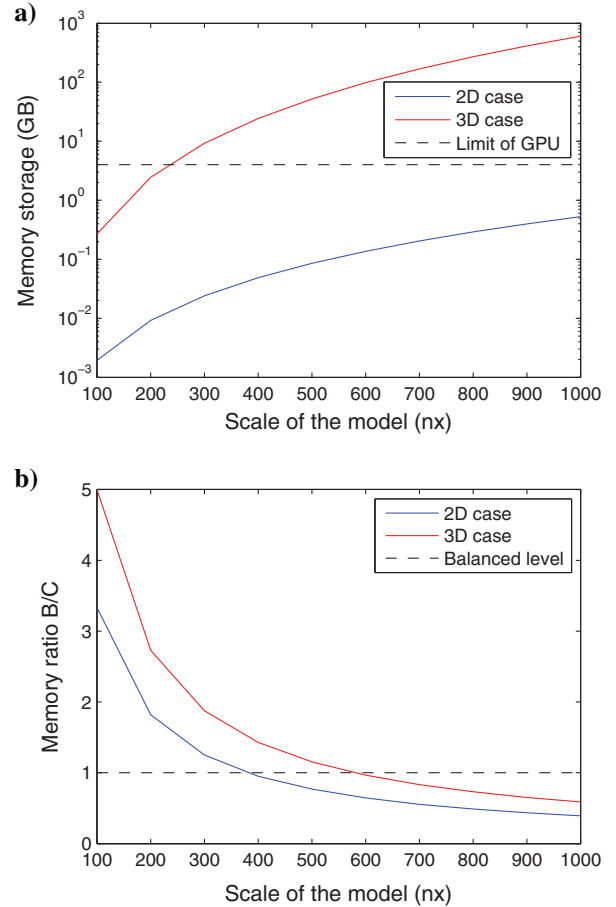 a)
10^3
10^2
10^1
10^0
10^-1
10^-2
10^-3
Memory storage (GB)
2D case
3D case
Limit of GPU
100 200 300 400 500 600 700 800 900 1000
Scale of the model (nx)
b)
5
4
3
2
1
0
Memory ratio B/C
2D case
3D case
Balanced level
100 200 300 400 500 600 700 800 900 1000
Scale of the model (nx)